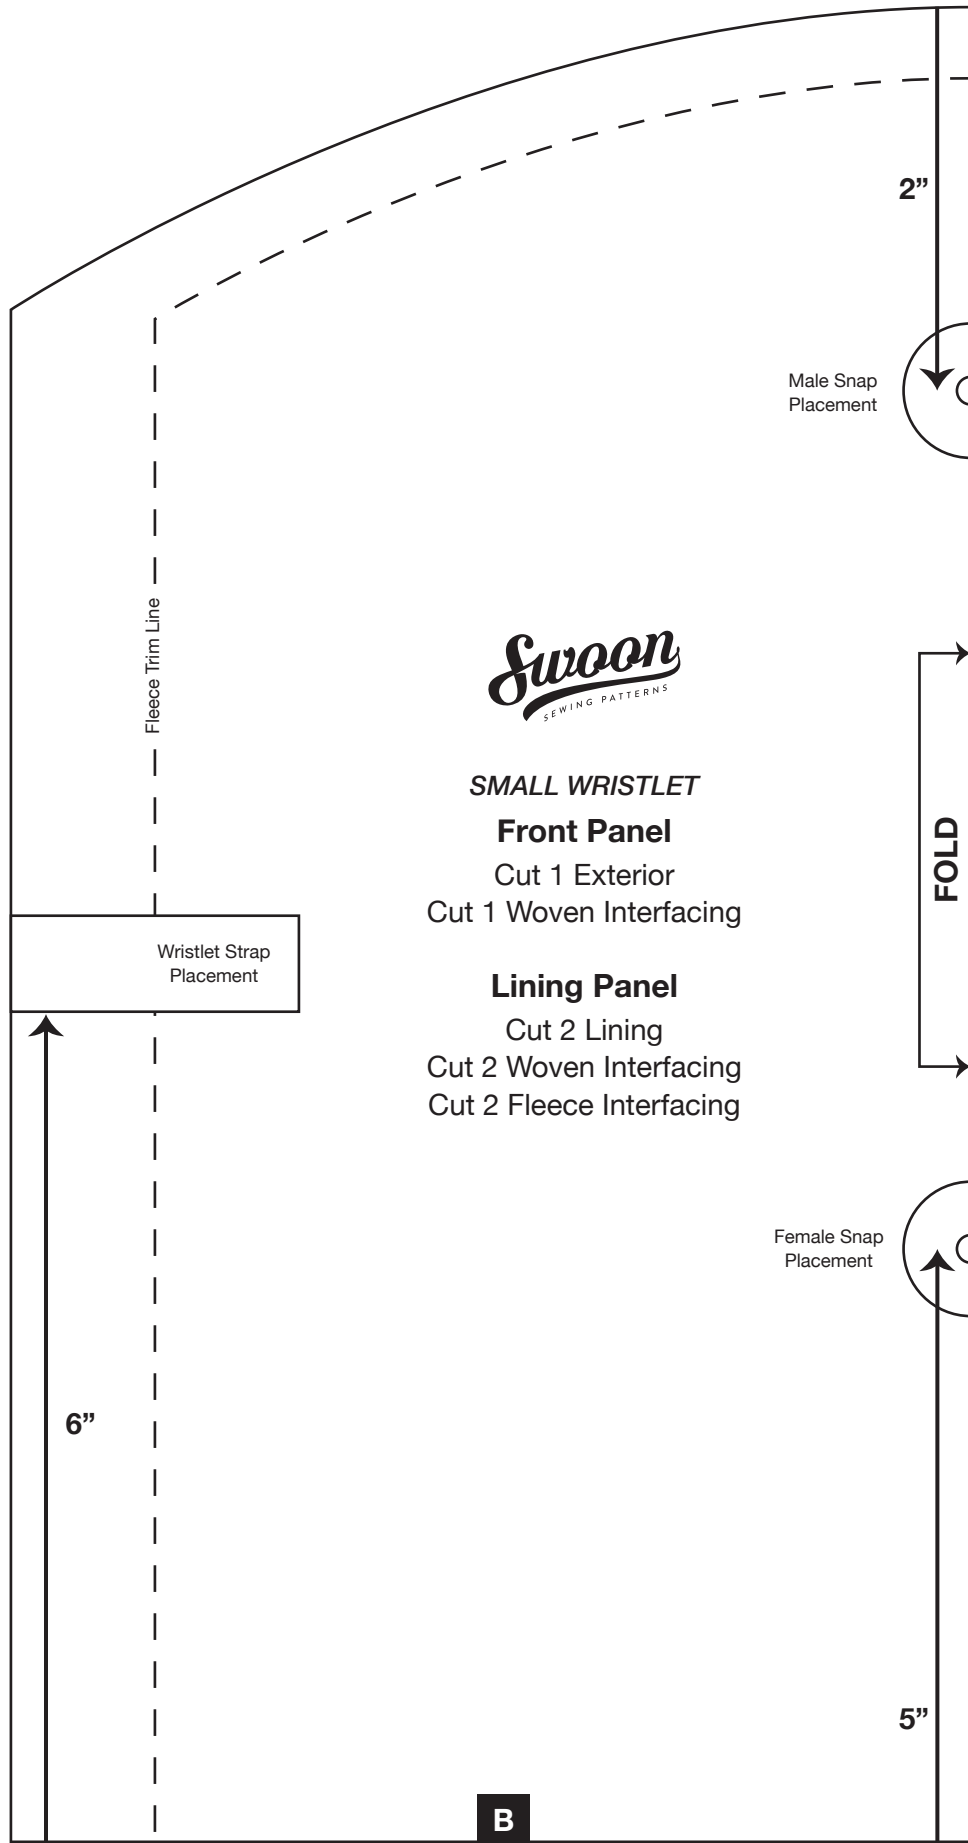 2”
Male Snap
Placement
Fleece Trim Line
Swoon
SEWING PATTERNS
SMALL WRISTLET
Front Panel
Cut 1 Exterior
Cut 1 Woven Interfacing
FOLD
Wristlet Strap
Placement
Lining Panel
Cut 2 Lining
Cut 2 Woven Interfacing
Cut 2 Fleece Interfacing
Female Snap
Placement
6”
5”
B